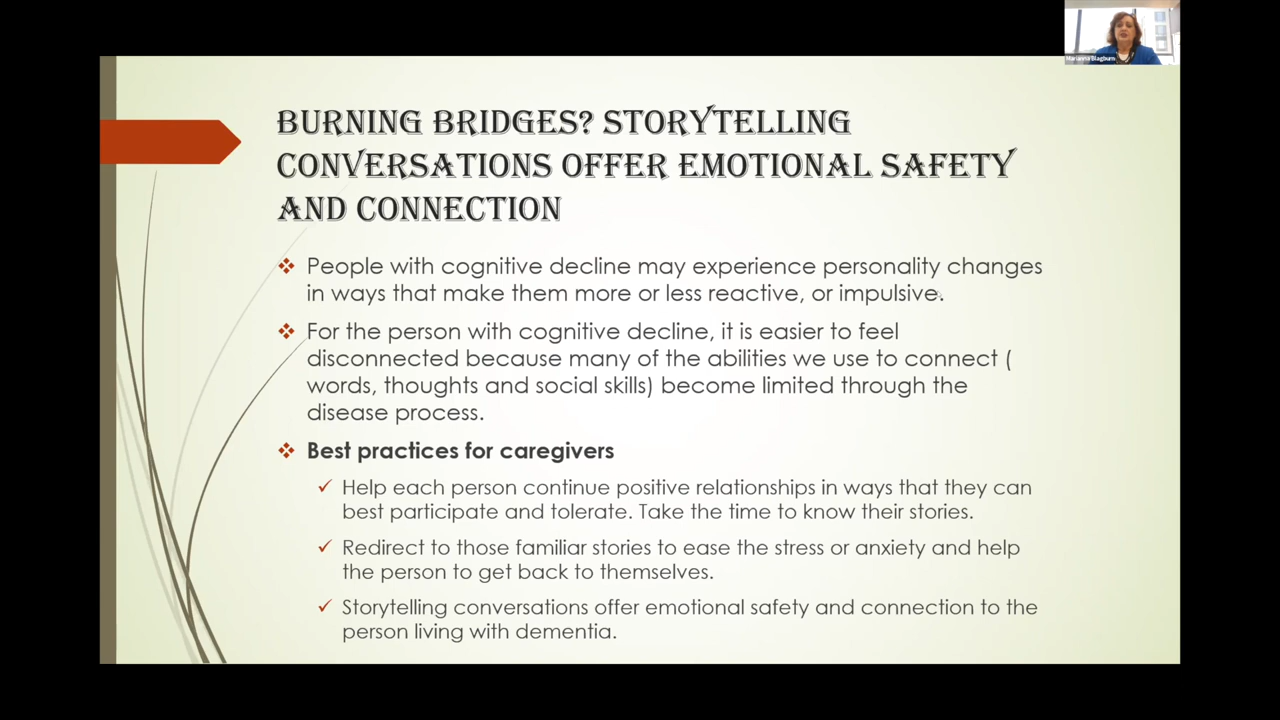 Marianna Blagburn
BURNING BRIDGES? STORYTELLING
CONVERSATIONS OFFER EMOTIONAL SAFETY
AND CONNECTION
People with cognitive decline may experience personality changes
in ways that make them more or less reactive, or impulsive.
For the person with cognitive decline, it is easier to feel
disconnected because many of the abilities we use to connect (
words, thoughts and social skills) become limited through the
disease process.
Best practices for caregivers
Help each person continue positive relationships in ways that they can
best participate and tolerate. Take the time to know their stories.
Redirect to those familiar stories to ease the stress or anxiety and help
the person to get back to themselves.
Storytelling conversations offer emotional safety and connection to the
person living with dementia.